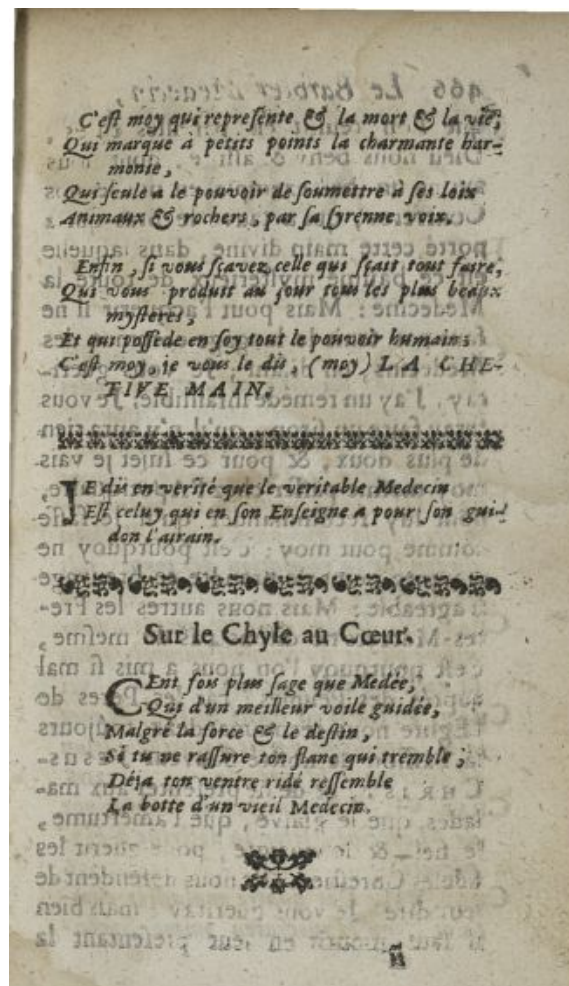 C'eſt moy qui repreſente & la mort & la vie;
Qui marque à petits points la charmante har-
monie,
Qui ſeule a le pouvoir de ſoumettre à ſes loix
Animaux & rochers, par ſa ſyrenne voix.
Enfin, ſi vous ſçavez celle qui ſçait tout faire,
Qui vous produit au jour tous les plus beaux
myſteres,
Et qui poſſède en ſoy tout le pouvoir humain:
C'eſt moy, je vous le dis, (moy) LA CHE-
TIVE MAIN.
JE dis en verité que le veritable Medecin
Eſt celuy qui en ſon Enſeigne a pour ſon gui-
don l'airain.
Sur le Chyle au Cœur.
CEnt fois plus ſage que Medée,
Qui d'un meilleur voile guidée,
Malgré la force & le deſtin,
Si tu ne raſſure ton flanc qui tremble;
Déja ton ventre ridé reſſemble
La botte d'un vieil Medecin.